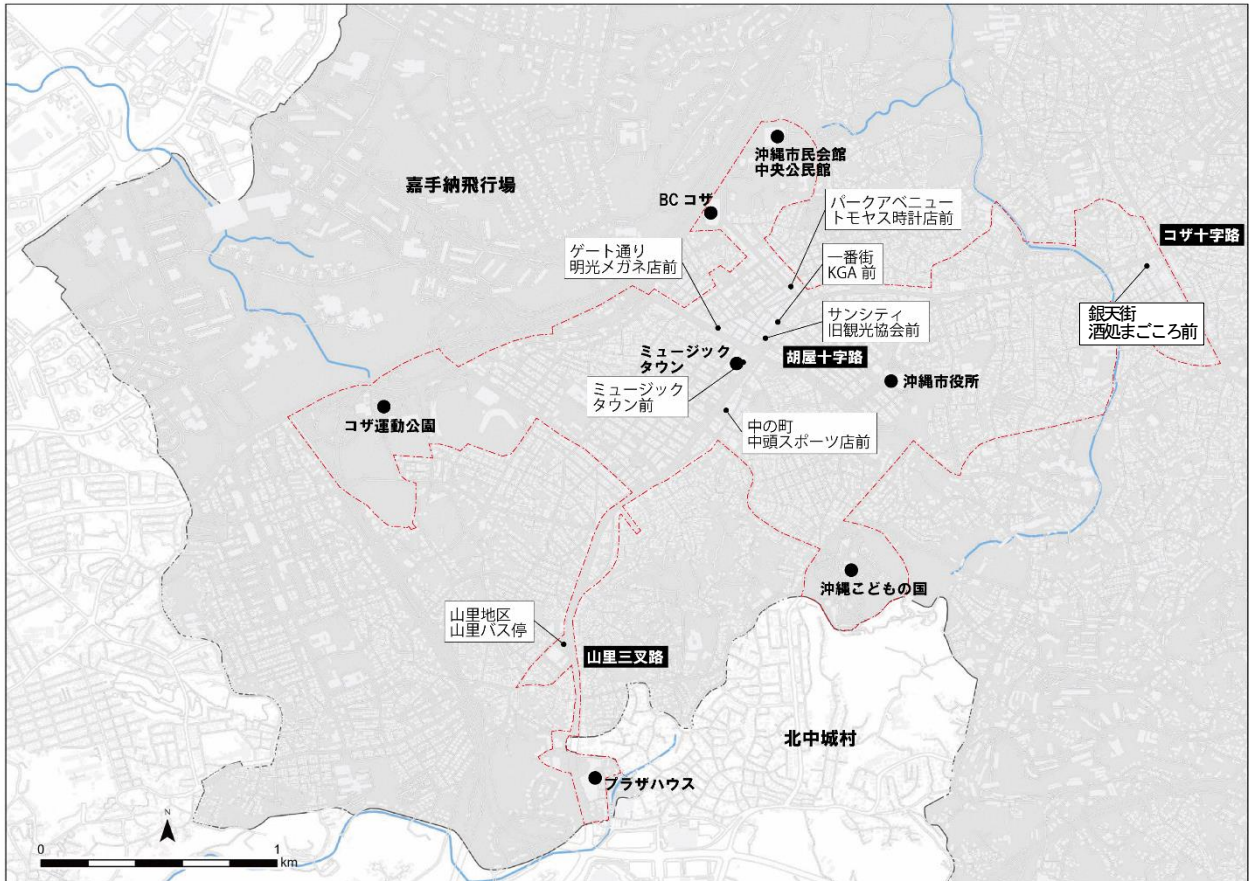 沖縄市民会館
中央公民館
嘉手納飛行場
BC コザ
パークアベニュー
トモヤス時計店前
コザ十字路
ゲート通り
明光メガネ店前
一番街
KGA 前
銀天街
酒処まごころ前
サンシティ
旧観光協会前
ミュージック
タウン
胡屋十字路
沖縄市役所
ミュージック
タウン前
コザ運動公園
中の町
中頭スポーツ店前
沖縄こどもの国
山里地区
山里バス停
山里三叉路
北中城村
プラザハウス
N
0
1
km